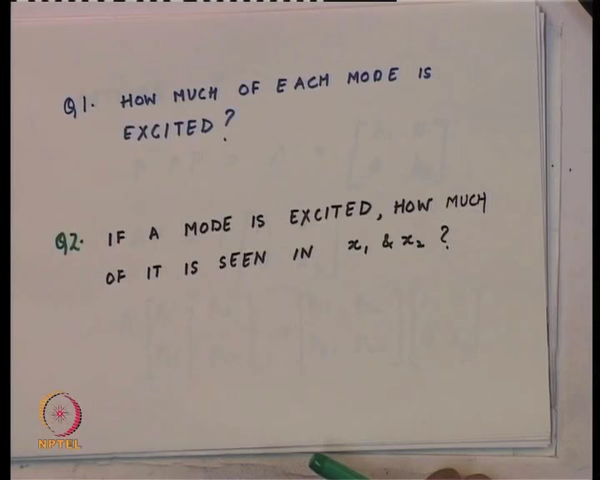 Q1. HOW MUCH OF EACH MODE IS
EXCITED?
Q2. IF A MODE IS EXCITED, HOW MUCH
OF IT IS SEEN IN x₁ & x₂ ?
NPTEL